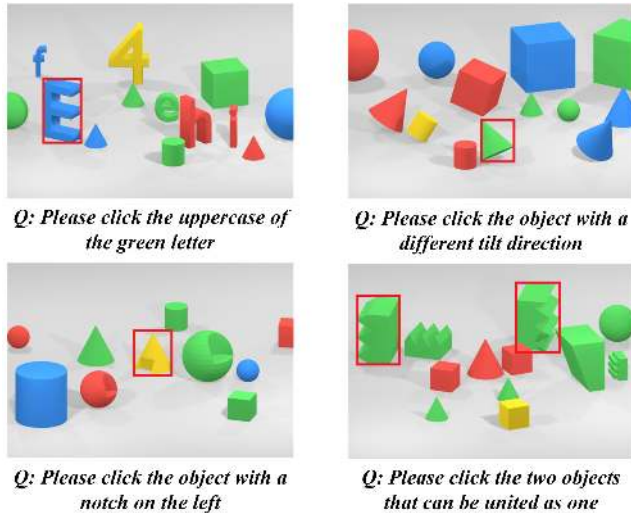 f
4
E
e
h
i
Q: Please click the uppercase of
the green letter
Q: Please click the object with a
different tilt direction
Q: Please click the object with a
notch on the left
Q: Please click the two objects
that can be united as one